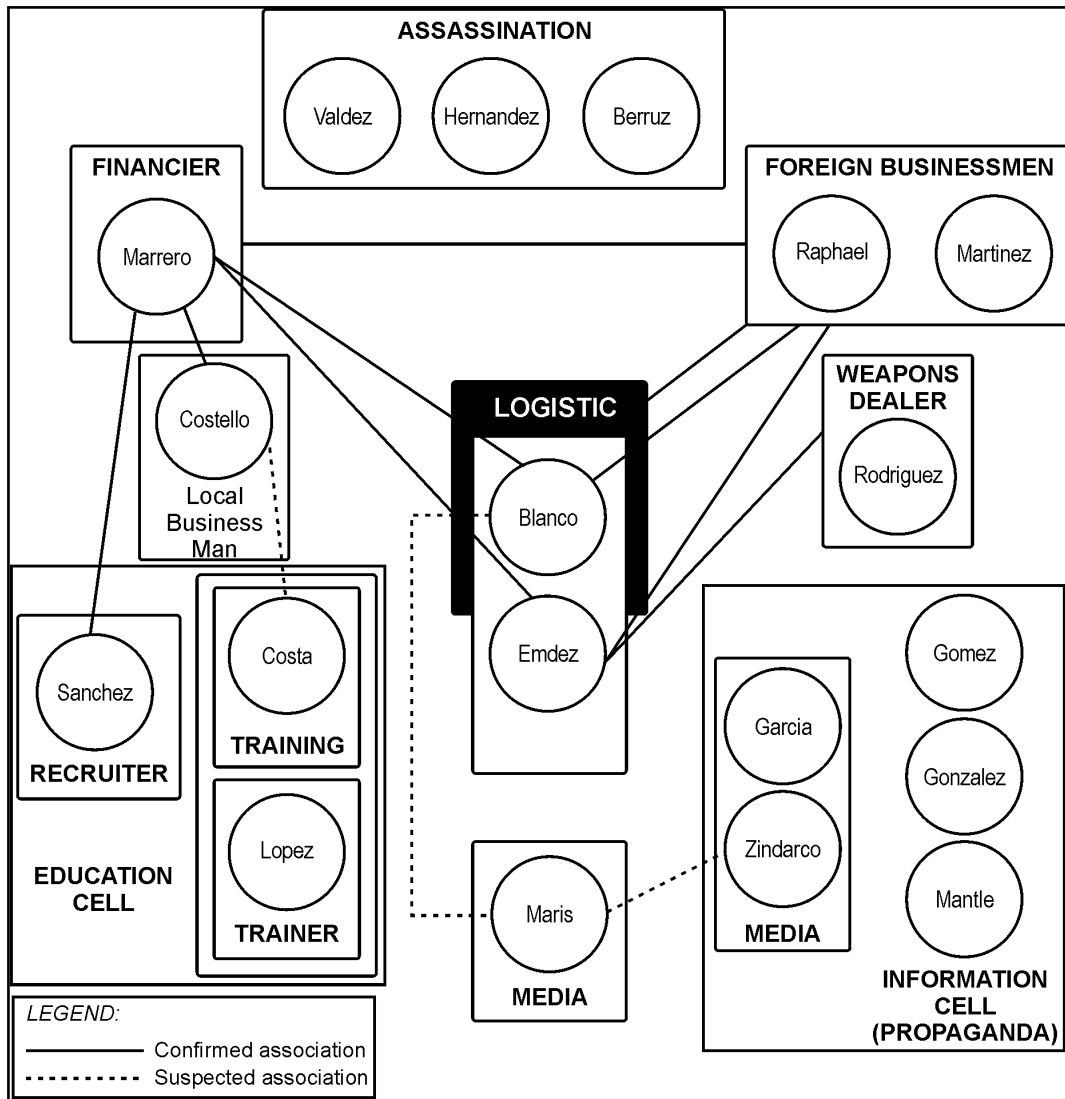 ASSASSINATION
Valdez
Hernandez
Berruz
FINANCIER
Marrero
FOREIGN BUSINESSMEN
Raphael
Martinez
Costello
Local
Business
Man
LOGISTIC
Blanco
Emdez
WEAPONS
DEALER
Rodriguez
Sanchez
RECRUITER
Costa
TRAINING
Lopez
TRAINER
EDUCATION
CELL
Maris
MEDIA
Garcia
Zindarco
MEDIA
Gomez
Gonzalez
Mantle
INFORMATION
CELL
(PROPAGANDA)
LEGEND:
Confirmed association
Suspected association